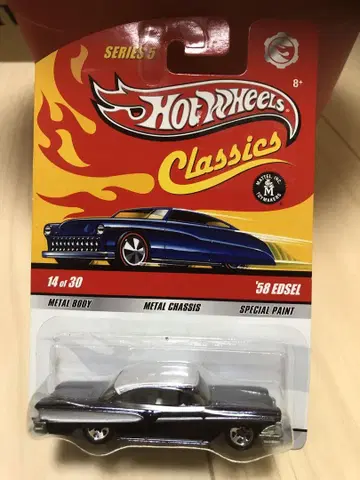 SERIES 5
8+
HOT WHEELS
Classics
MATTEL, INC.
M
TOYMAKERS
14 of 30
'58 EDSEL
METAL BODY
METAL CHASSIS
SPECIAL PAINT